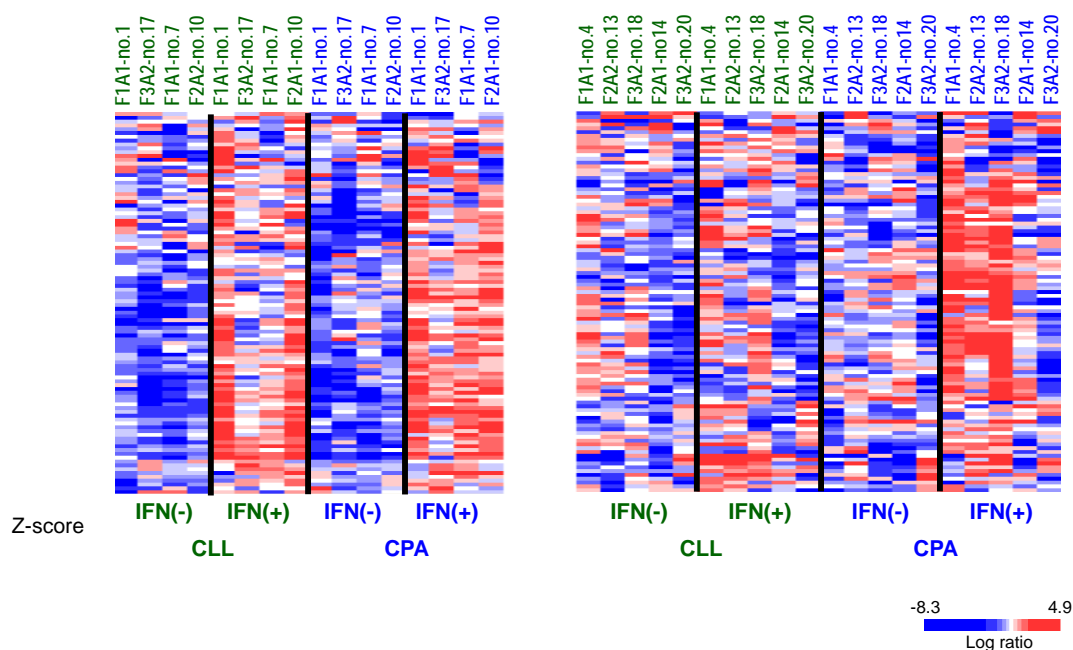 F1A1-no.1
F3A2-no.17
F1A1-no.7
F2A2-no.10
F1A1-no.1
F3A2-no.17
F1A1-no-7
F2A1-no.10
F1A1-no.1
F3A2-no.17
F1A1-no.7
F2A2-no.10
F1A1-no.1
F3A2-no.17
F1A1-no.7
F2A1-no.10
F1A1-no.4
F2A2-no.13
F3A2-no.18
F2A1-no14
F3A2-no.20
F1A1-no.4
F2A2-no.13
F3A2-no.18
F2A1-no14
F3A2-no.20
F1A1-no.4
F2A2-no.13
F3A2-no.18
F2A1-no14
F3A2-no.20
F1A1-no.4
F2A2-no.13
F3A2-no.18
F2A1-no14
F3A2-no.20
Z-score
IFN(-) IFN(+) IFN(-) IFN(+)
CLL CPA
IFN(-) IFN(+) IFN(-) IFN(+)
CLL CPA
-8.3 4.9
Log ratio